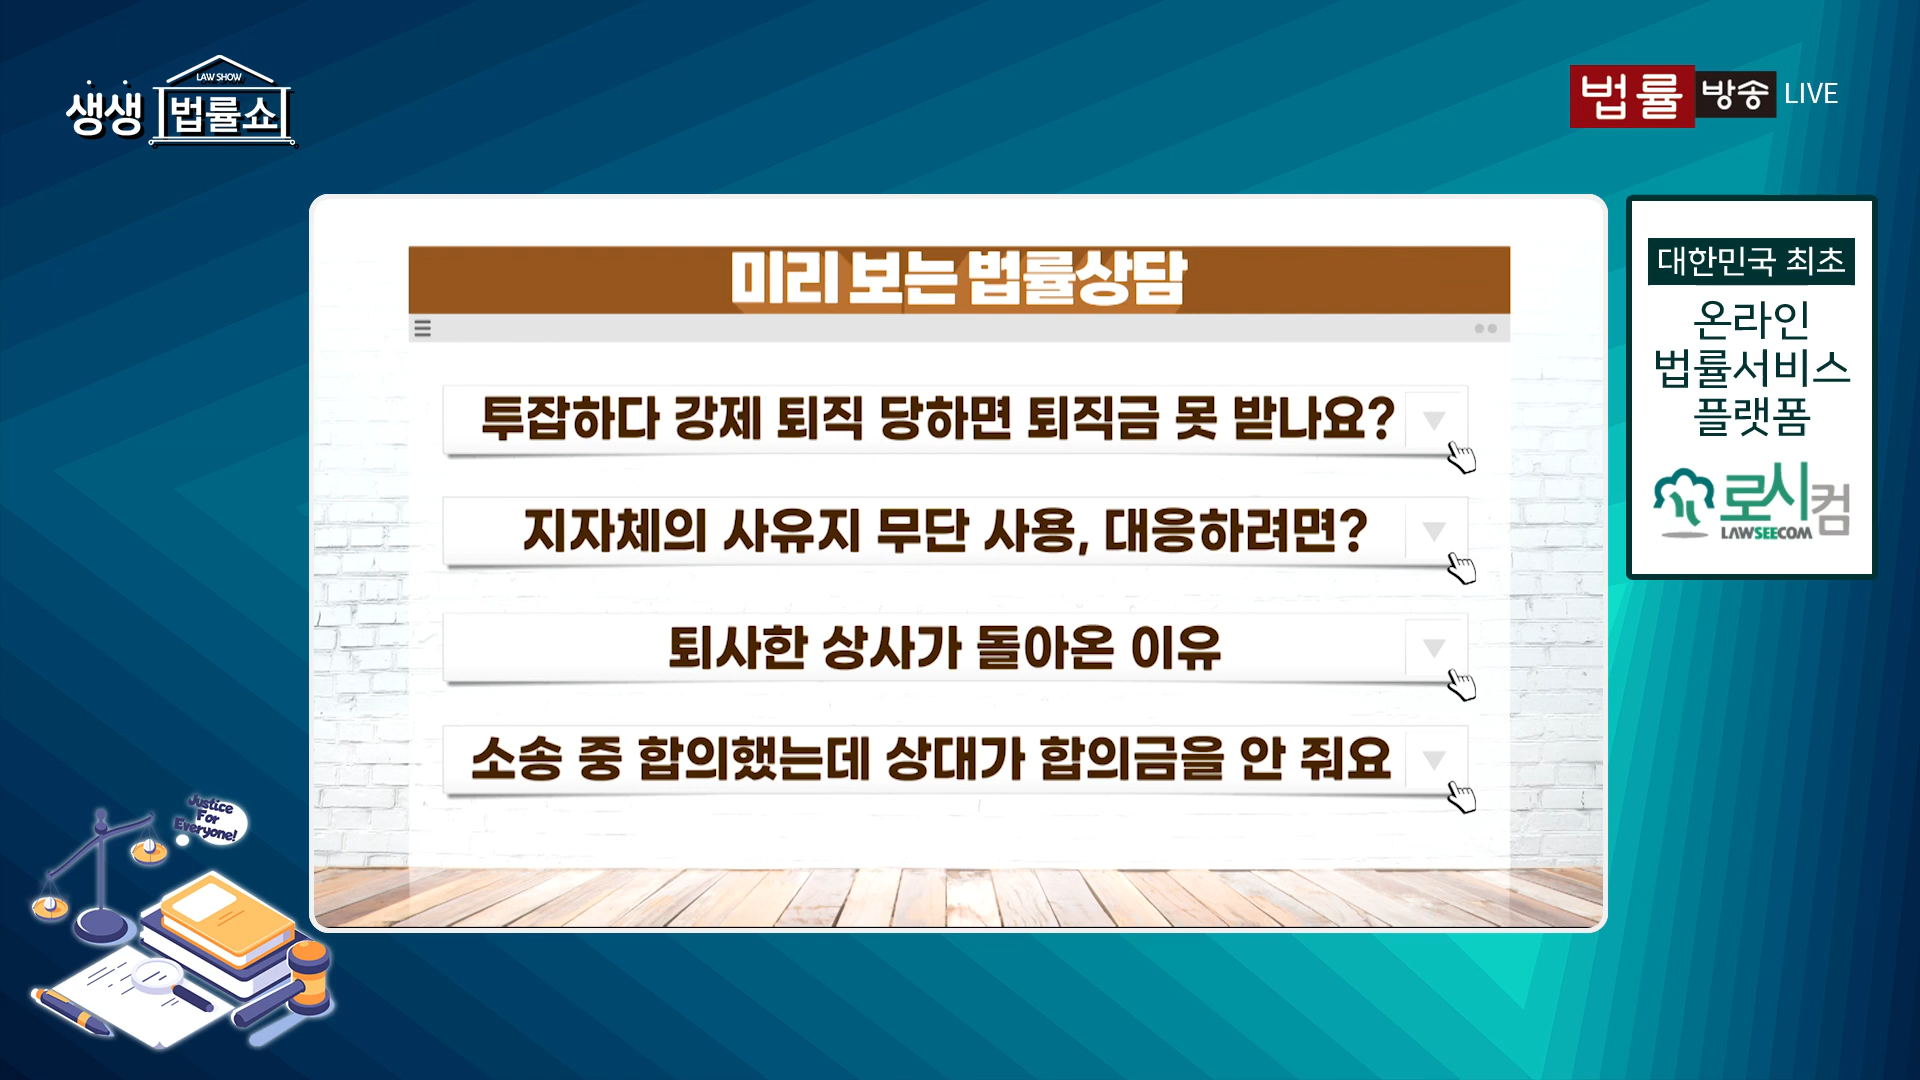 LAW SHOW
생생 법률쇼
법률방송 LIVE
미리 보는 법률상담
투잡하다 강제 퇴직 당하면 퇴직금 못 받나요?
지자체의 사유지 무단 사용, 대응하려면?
퇴사한 상사가 돌아온 이유
소송 중 합의했는데 상대가 합의금을 안 줘요
대한민국 최초
온라인
법률서비스
플랫폼
로시컴
LAWSEECOM
Justice
For
Everyone!